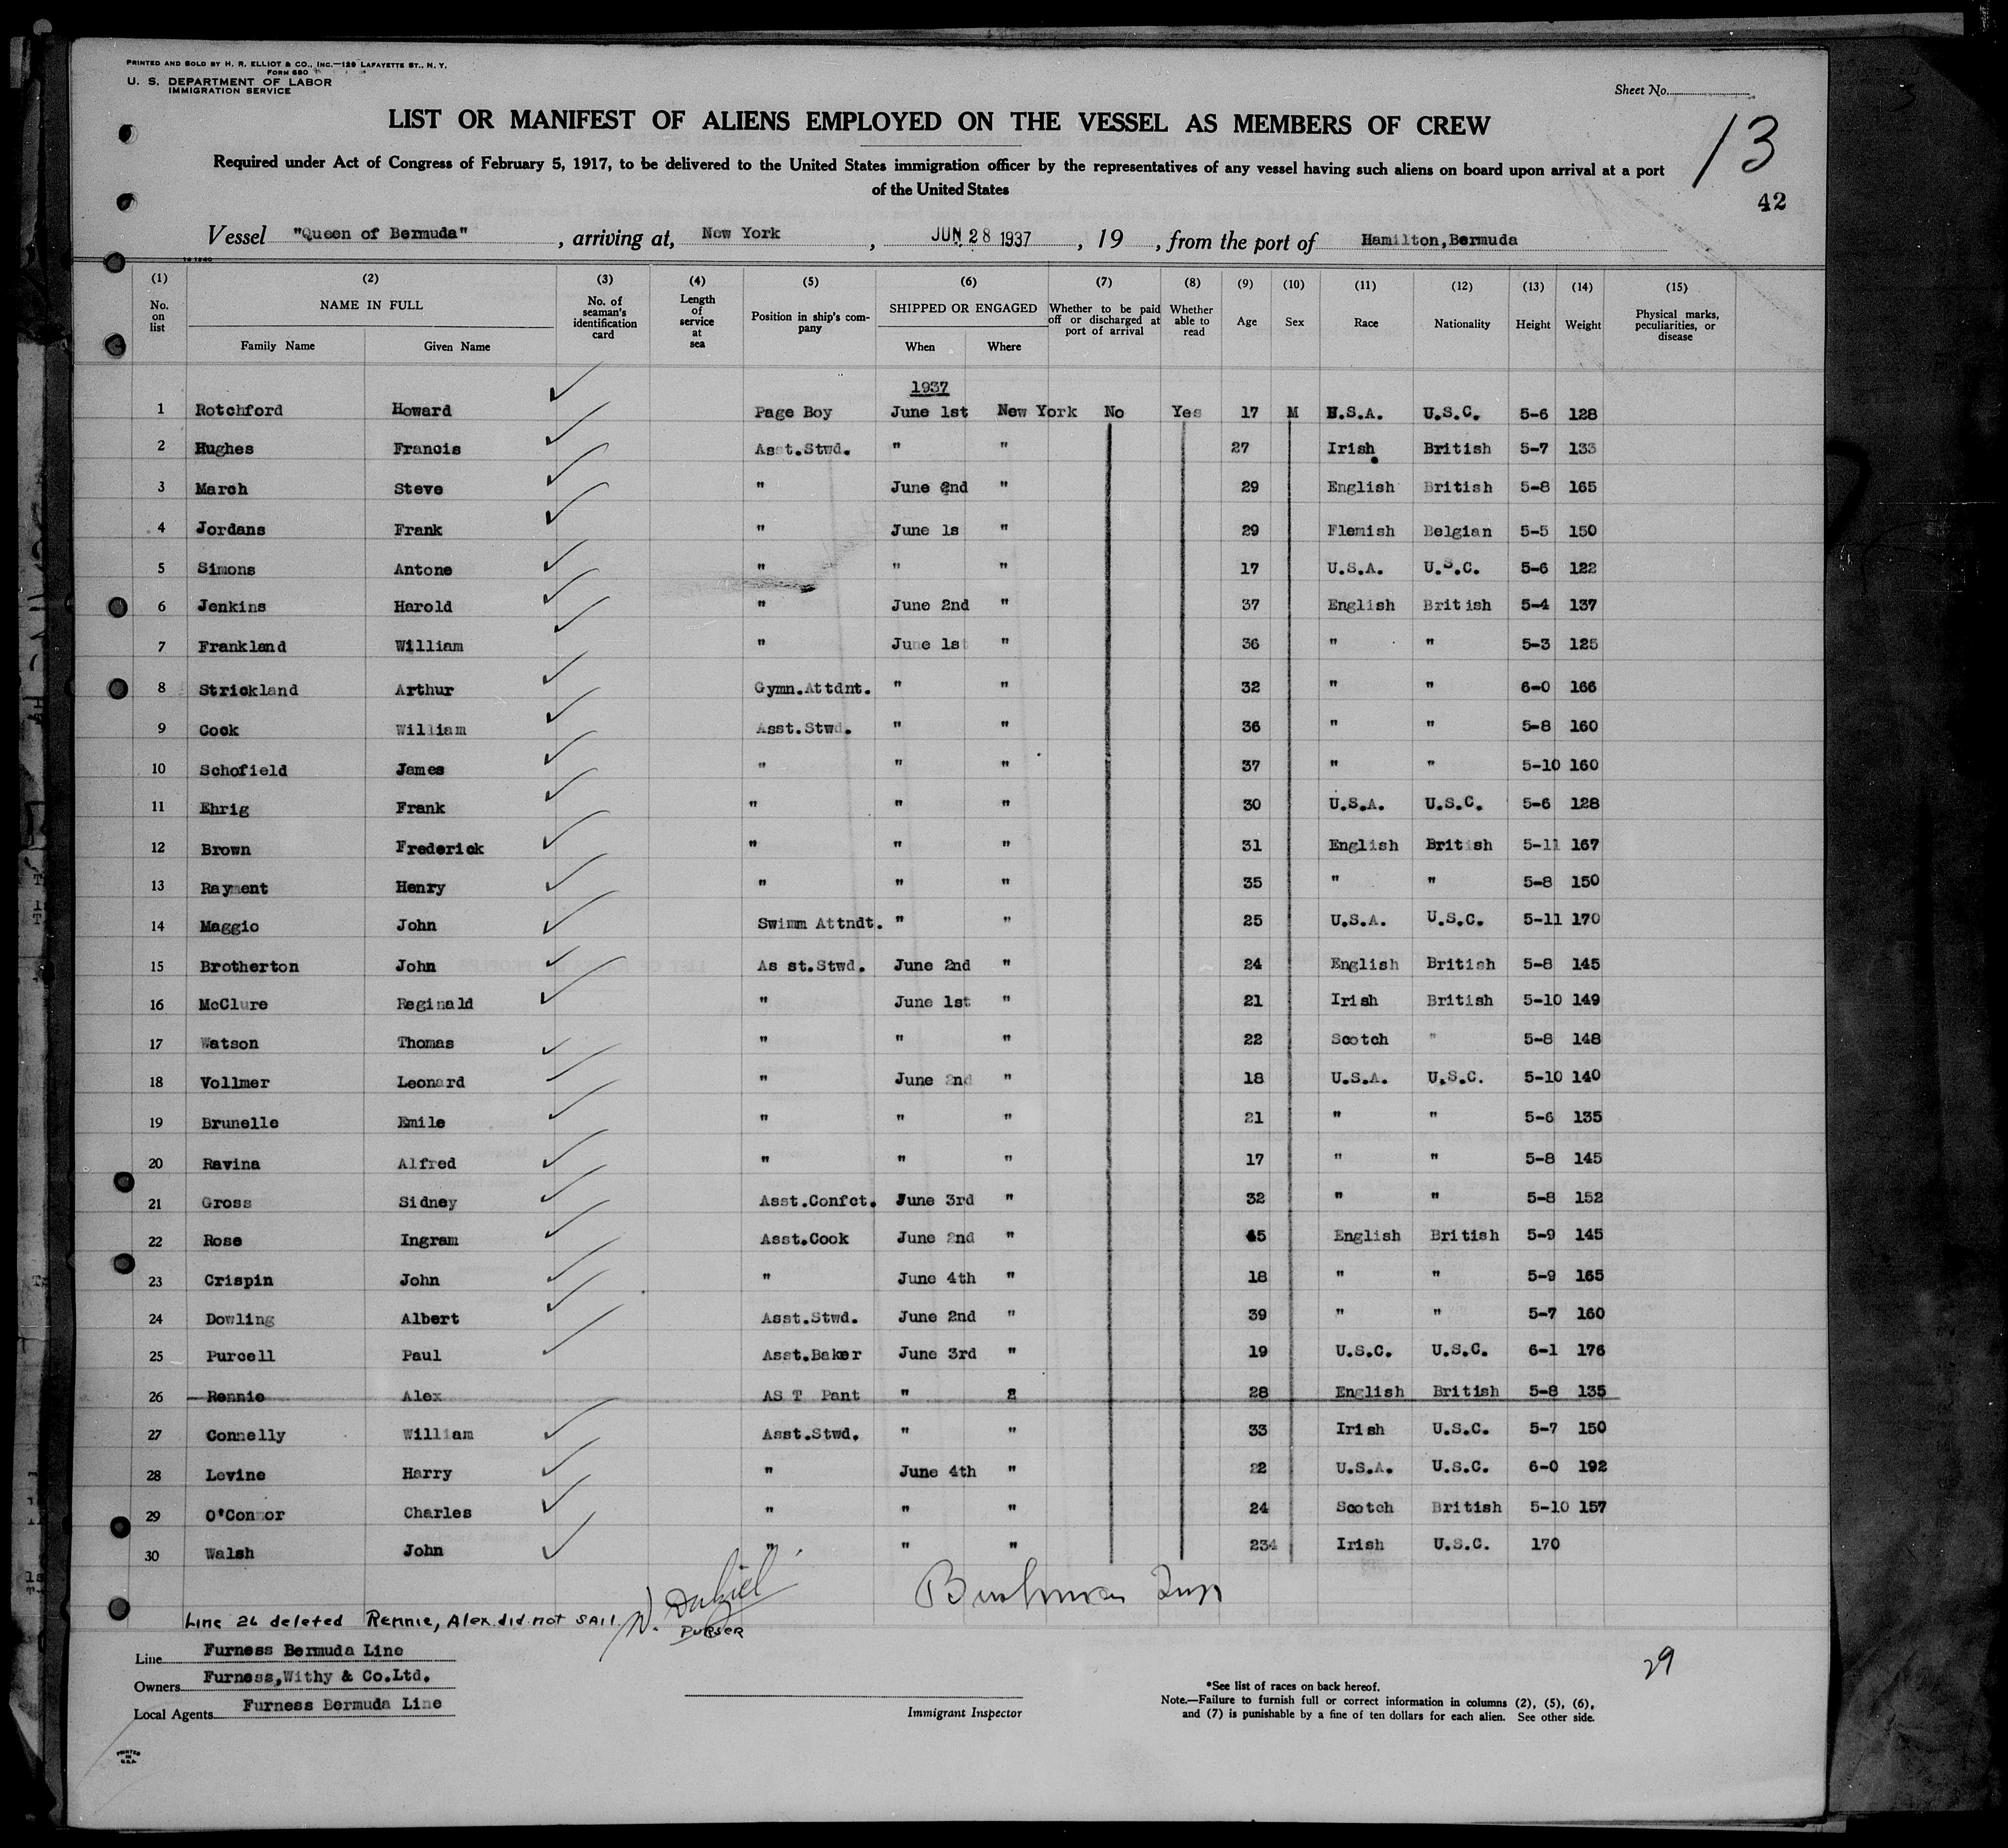 PRINTED AND SOLD BY H. R. ELLIOT & CO., INC.—129 LAFAYETTE ST., N. Y.
FORM 680
U. S. DEPARTMENT OF LABOR
IMMIGRATION SERVICE
Sheet No.
LIST OR MANIFEST OF ALIENS EMPLOYED ON THE VESSEL AS MEMBERS OF CREW
13
Required under Act of Congress of February 5, 1917, to be delivered to the United States immigration officer by the representatives of any vessel having such aliens on board upon arrival at a port
of the United States
42
Vessel "Queen of Bermuda", arriving at, New York, JUN 28 1937, 19 , from the port of Hamilton,Bermuda
(1) (2) (3) (4) (5) (6) (7) (8) (9) (10) (11) (12) (13) (14) (15)
No. on list NAME IN FULL Family Name Given Name No. of seaman's identification card Length of service at sea Position in ship's company SHIPPED OR ENGAGED When Where Whether to be paid off or discharged at port of arrival Whether able to read Age Sex Race Nationality Height Weight Physical marks, peculiarities, or disease
1937
1 Rotchford Howard Page Boy June 1st New York No Yes 17 M U.S.A. U.S.C. 5-6 128
2 Hughes Francis Asst.Stwd. " " 27 Irish British 5-7 133
3 March Steve " June 2nd " 29 English British 5-8 165
4 Jordans Frank " June 1s " 29 Flemish Belgian 5-5 150
5 Simons Antone " " " 17 U.S.A. U.S.C. 5-6 122
6 Jenkins Harold " June 2nd " 37 English British 5-4 137
7 Frankland William " June 1st " 36 " " 5-3 125
8 Strickland Arthur Gymn.Attdnt. " " 32 " " 6-0 166
9 Cook William Asst.Stwd. " " 36 " " 5-8 160
10 Schofield James " " " 37 " " 5-10 160
11 Ehrig Frank " " " 30 U.S.A. U.S.C. 5-6 128
12 Brown Frederick " " " 31 English British 5-11 167
13 Rayment Henry " " " 35 " " 5-8 150
14 Maggio John Swimm Attndt. " " 25 U.S.A. U.S.C. 5-11 170
15 Brotherton John As st.Stwd. June 2nd " 24 English British 5-8 145
16 McClure Reginald " June 1st " 21 Irish British 5-10 149
17 Watson Thomas " " " 22 Scotch " 5-8 148
18 Vollmer Leonard " June 2nd " 18 U.S.A. U.S.C. 5-10 140
19 Brunelle Emile " " " 21 " " 5-6 135
20 Ravina Alfred " " " 17 " " 5-8 145
21 Gross Sidney Asst.Confct. June 3rd " 32 " " 5-8 152
22 Rose Ingram Asst.Cook June 2nd " 45 English British 5-9 145
23 Crispin John " June 4th " 18 " " 5-9 165
24 Dowling Albert Asst.Stwd. June 2nd " 39 " " 5-7 160
25 Purcell Paul Asst.Baker June 3rd " 19 U.S.C. U.S.C. 6-1 176
26 Rennie Alex AS T Pant " 2 28 English British 5-8 135
27 Connelly William Asst.Stwd. " " 33 Irish U.S.C. 5-7 150
28 Levine Harry " June 4th " 22 U.S.A. U.S.C. 6-0 192
29 O'Connor Charles " " " 24 Scotch British 5-10 157
30 Walsh John " " " 234 Irish U.S.C. 170
Line 26 deleted Rennie, Alex did not sail. N. Dalziel
PURSER
29
Line Furness Bermuda Line
Owners Furness,Withy & Co.Ltd.
Local Agents Furness Bermuda Line
Immigrant Inspector
*See list of races on back hereof.
Note.—Failure to furnish full or correct information in columns (2), (5), (6),
and (7) is punishable by a fine of ten dollars for each alien. See other side.
PRINTED
IN
U.S.A.